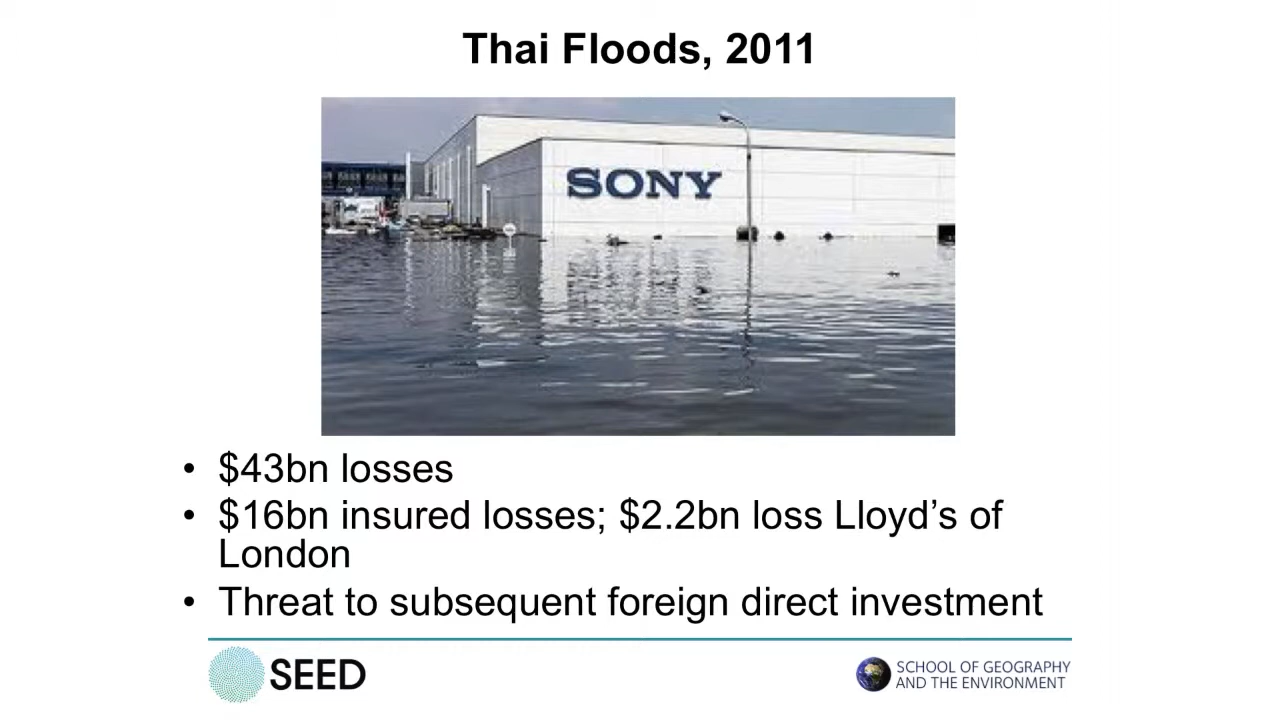 Thai Floods, 2011
SONY
• $43bn losses
• $16bn insured losses; $2.2bn loss Lloyd’s of
London
• Threat to subsequent foreign direct investment
SEED
SCHOOL OF GEOGRAPHY
AND THE ENVIRONMENT